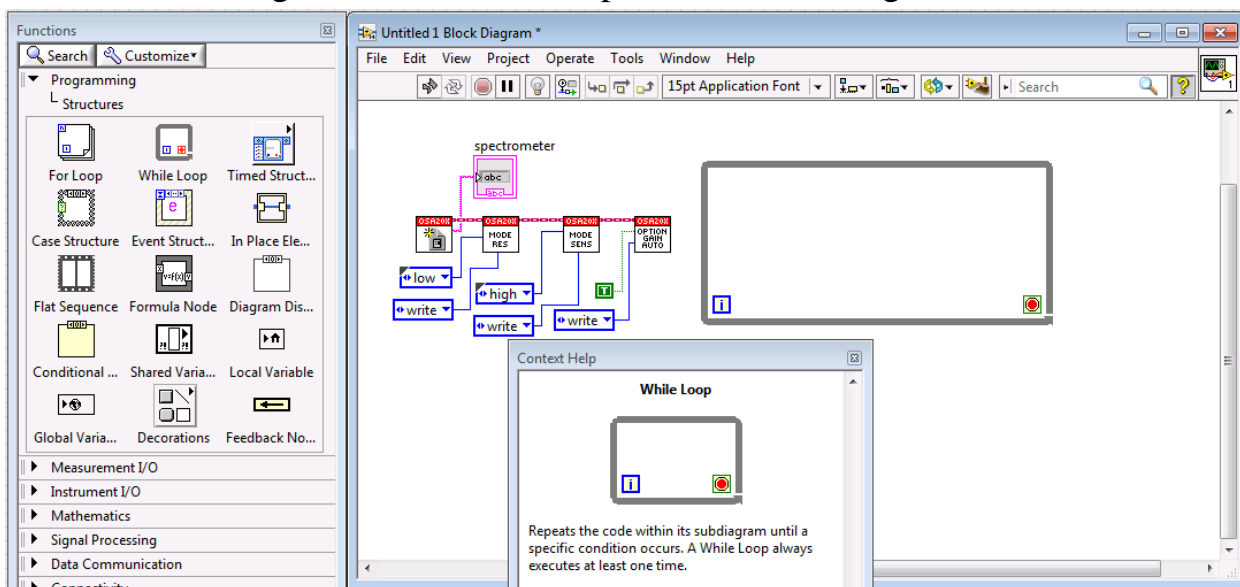 Functions
Search Customize
Programming
Structures
For Loop While Loop Timed Struct...
Case Structure Event Struct... In Place Ele...
Flat Sequence Formula Node Diagram Dis...
Conditional ... Shared Varia... Local Variable
Global Varia... Decorations Feedback No...
Measurement I/O
Instrument I/O
Mathematics
Signal Processing
Data Communication
Untitled 1 Block Diagram *
File Edit View Project Operate Tools Window Help
15pt Application Font Search
spectrometer
abc
abc
OSA20X OSA20X OSA20X OSA20X
MODE RES
MODE SENS
OPTION GAIN AUTO
low
high
T
write
write
write
i
Context Help
While Loop
i
Repeats the code within its subdiagram until a
specific condition occurs. A While Loop always
executes at least one time.